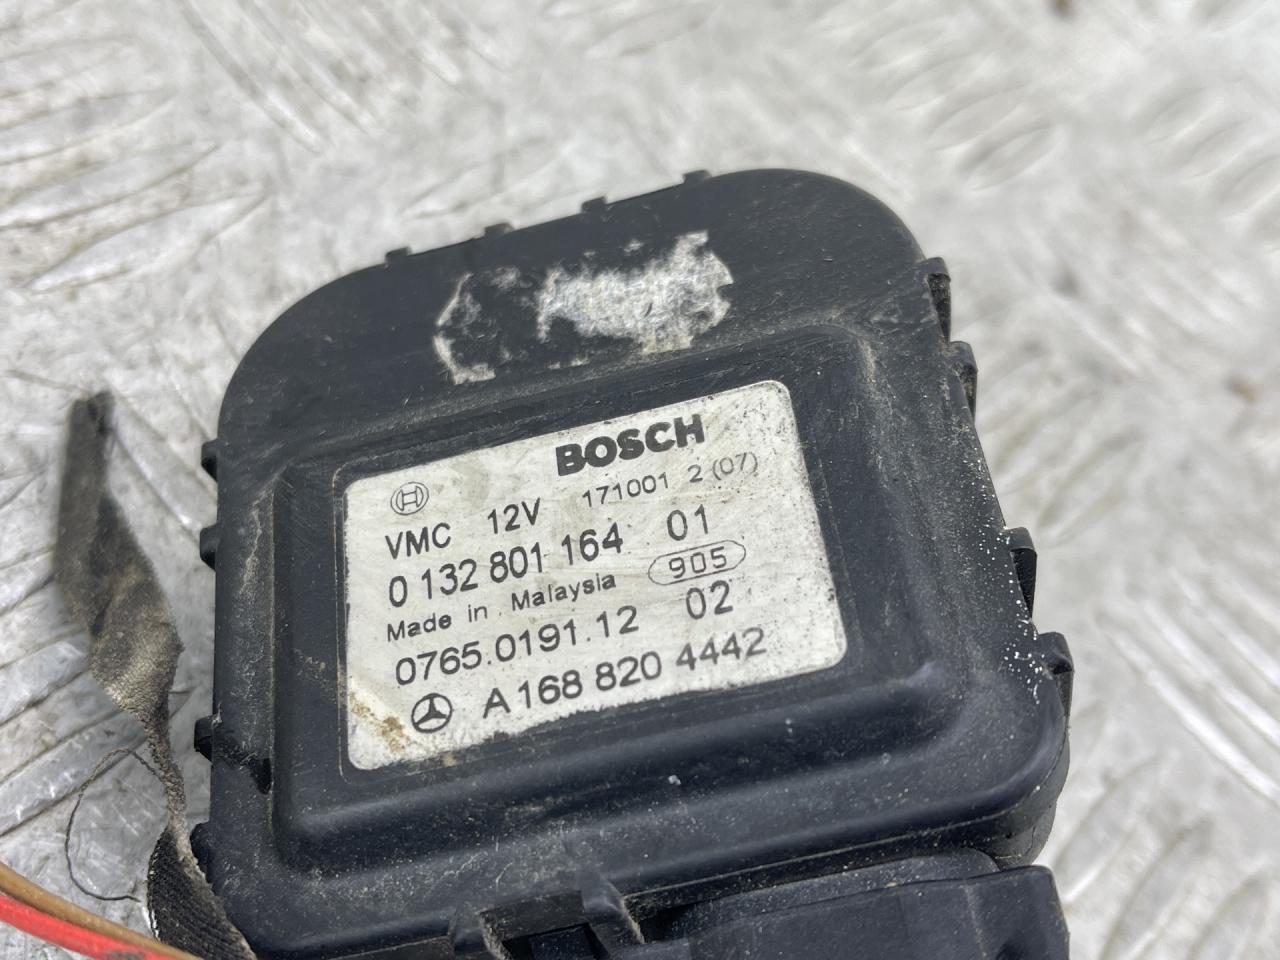 BOSCH
VMC 12V 171001 2 (07)
0 132 801 164 01
Made in Malaysia 905
0765.0191.12 02
A 168 820 4442